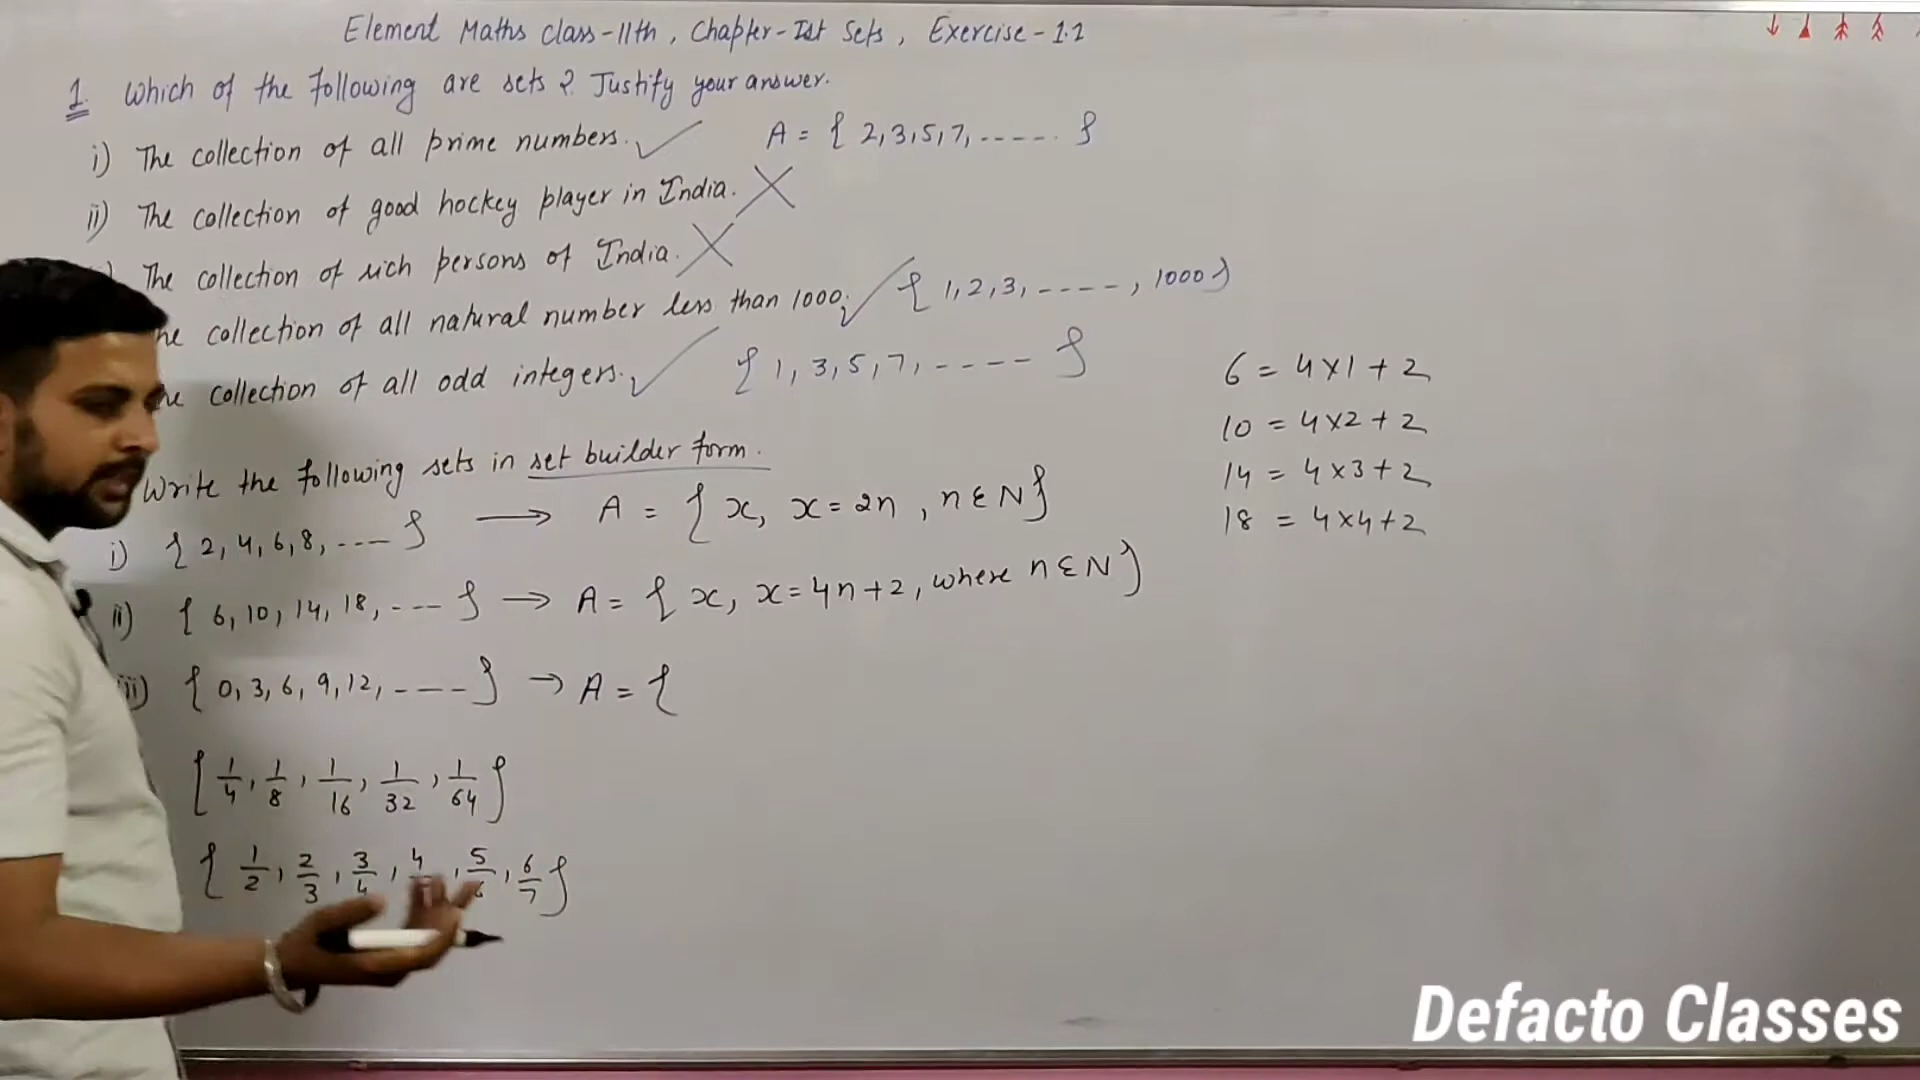 Element Maths Class-11th, Chapter-Ist Sets, Exercise-1.1
1. Which of the following are sets? Justify your answer.
i) The collection of all prime numbers. ✓ A = { 2,3,5,7,----- }
ii) The collection of good hockey player in India. ✗
The collection of rich persons of India. ✗
collection of all natural number less than 1000. ✓ { 1,2,3,----, 1000 }
collection of all odd integers. ✓ { 1, 3, 5, 7, ---- }
Write the following sets in set builder form.
i) { 2, 4, 6, 8, ---- } → A = { x, x = 2n, n ∈ N }
ii) { 6, 10, 14, 18, ---- } → A = { x, x = 4n+2, where n ∈ N }
{ 0, 3, 6, 9, 12, ---- } → A = {
{ 1/4, 1/8, 1/16, 1/32, 1/64 }
{ 1/2, 2/3, 3/4, 4, 5/6, 6/7 }
6 = 4×1+2
10 = 4×2+2
14 = 4×3+2
18 = 4×4+2
Defacto Classes